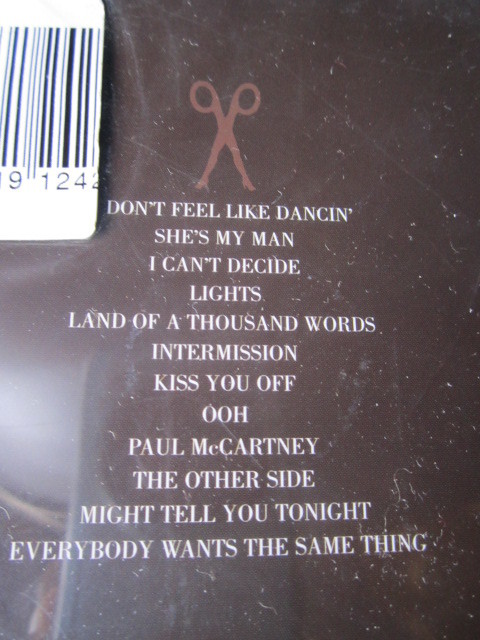 19 1242
DON'T FEEL LIKE DANCIN'
SHE'S MY MAN
I CAN'T DECIDE
LIGHTS
LAND OF A THOUSAND WORDS
INTERMISSION
KISS YOU OFF
OOH
PAUL McCARTNEY
THE OTHER SIDE
MIGHT TELL YOU TONIGHT
EVERYBODY WANTS THE SAME THING